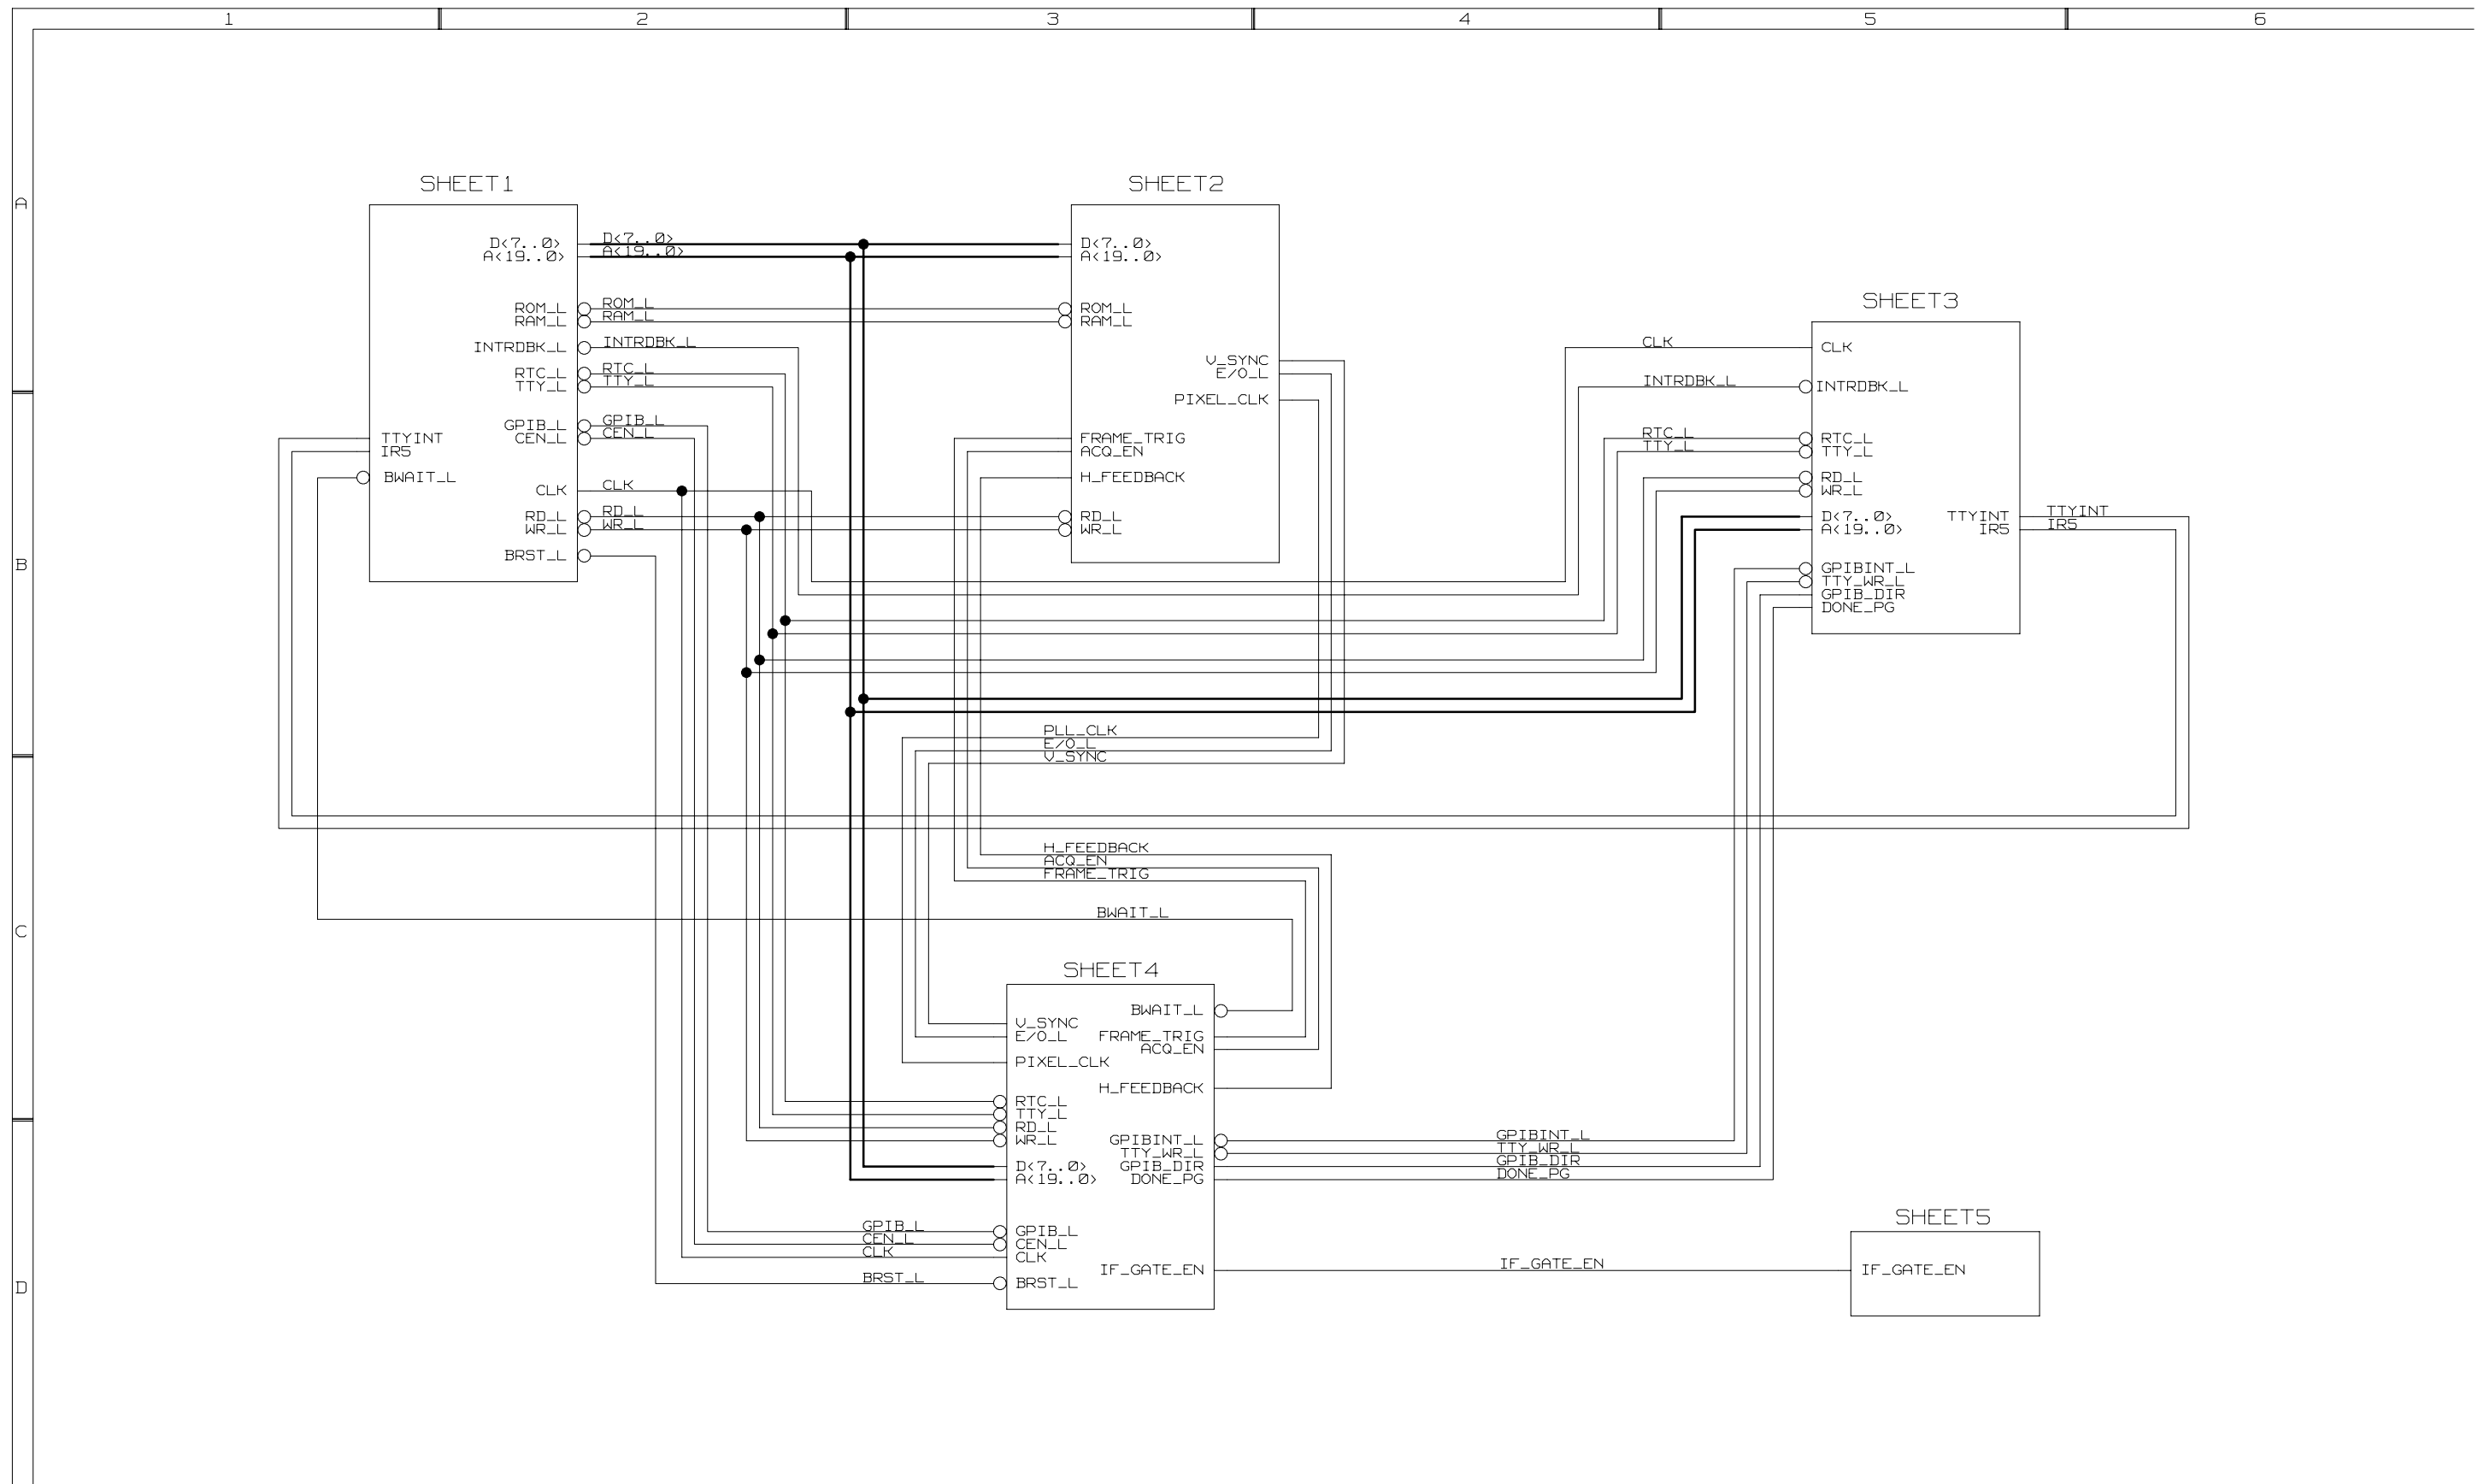 1 2 3 4 5 6
A
B
C
D
SHEET1
D<7..0>
A<19..0>
ROM_L
RAM_L
INTRDBK_L
RTC_L
TTY_L
GPIB_L
CEN_L
TTYINT
IR5
BWAIT_L
CLK
RD_L
WR_L
BRST_L
D<7..0>
A<19..0>
ROM_L
RAM_L
INTRDBK_L
RTC_L
TTY_L
GPIB_L
CEN_L
CLK
RD_L
WR_L
SHEET2
D<7..0>
A<19..0>
ROM_L
RAM_L
V_SYNC
E/O_L
PIXEL_CLK
FRAME_TRIG
ACQ_EN
H_FEEDBACK
RD_L
WR_L
SHEET3
CLK
INTRDBK_L
RTC_L
TTY_L
CLK
INTRDBK_L
RTC_L
TTY_L
RD_L
WR_L
D<7..0>
A<19..0>
TTYINT
IR5
GPIBINT_L
TTY_WR_L
GPIB_DIR
DONE_PG
TTYINT
IR5
PLL_CLK
E/O_L
V_SYNC
H_FEEDBACK
ACQ_EN
FRAME_TRIG
BWAIT_L
SHEET4
BWAIT_L
V_SYNC
E/O_L
FRAME_TRIG
ACQ_EN
PIXEL_CLK
H_FEEDBACK
RTC_L
TTY_L
RD_L
WR_L
GPIBINT_L
TTY_WR_L
GPIB_DIR
DONE_PG
D<7..0>
A<19..0>
GPIB_L
CEN_L
CLK
IF_GATE_EN
BRST_L
GPIB_L
CEN_L
CLK
BRST_L
GPIBINT_L
TTY_WR_L
GPIB_DIR
DONE_PG
IF_GATE_EN
SHEET5
IF_GATE_EN